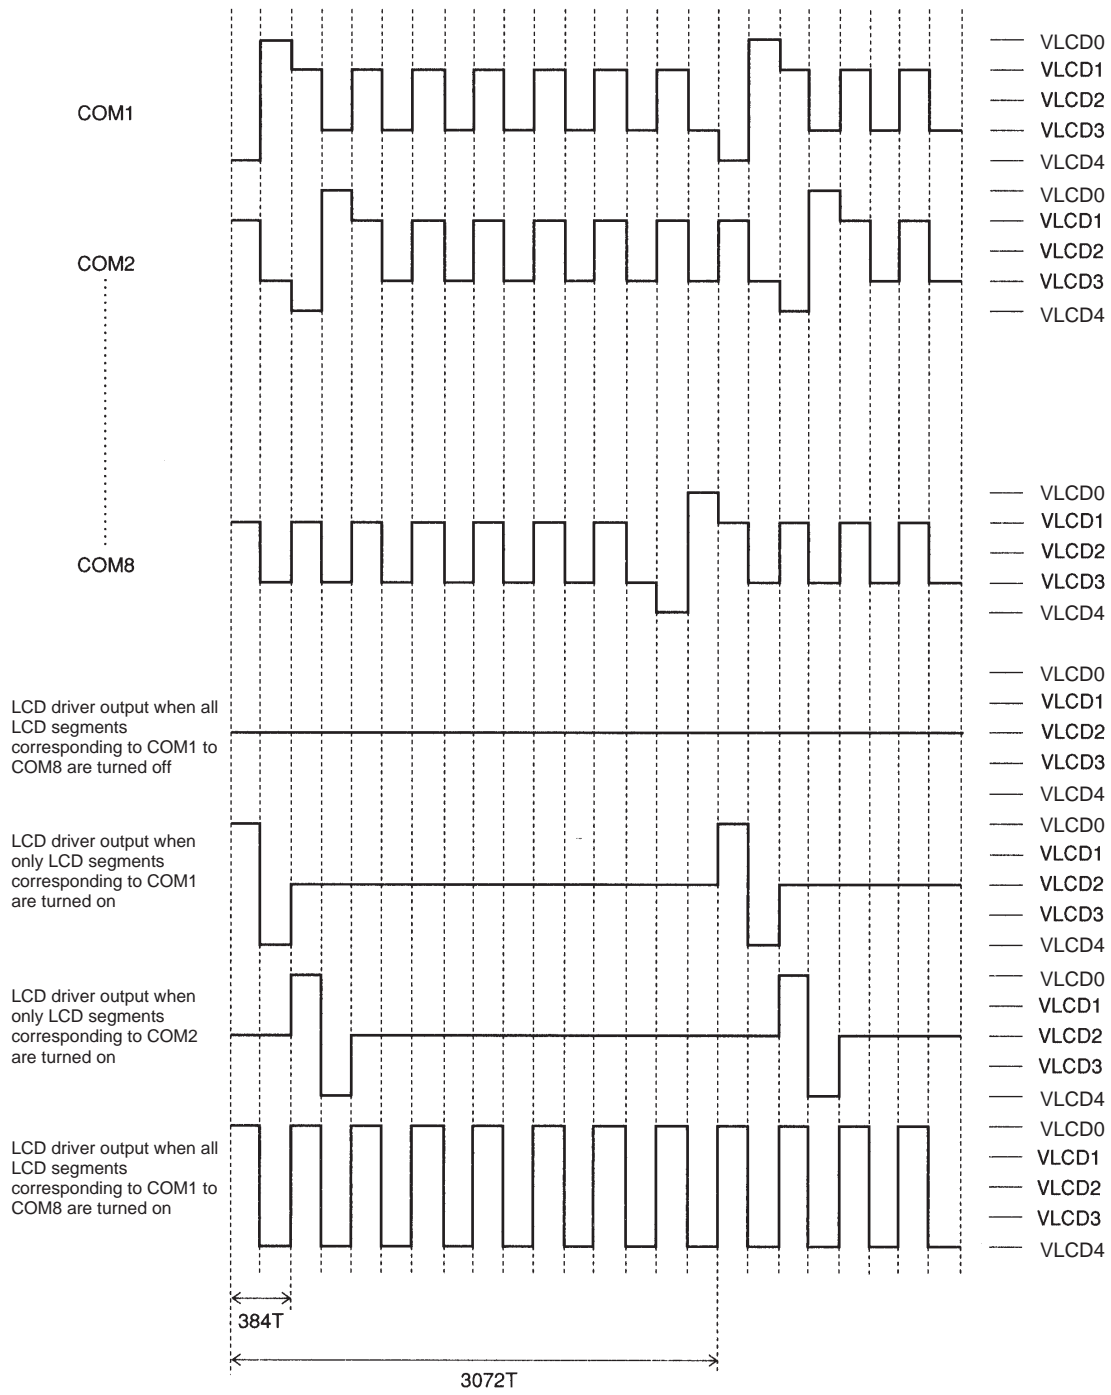 COM1
VLCD0
VLCD1
VLCD2
VLCD3
VLCD4
COM2
VLCD0
VLCD1
VLCD2
VLCD3
VLCD4
COM8
VLCD0
VLCD1
VLCD2
VLCD3
VLCD4
LCD driver output when all
LCD segments
corresponding to COM1 to
COM8 are turned off
VLCD0
VLCD1
VLCD2
VLCD3
VLCD4
LCD driver output when
only LCD segments
corresponding to COM1
are turned on
VLCD0
VLCD1
VLCD2
VLCD3
VLCD4
LCD driver output when
only LCD segments
corresponding to COM2
are turned on
VLCD0
VLCD1
VLCD2
VLCD3
VLCD4
LCD driver output when all
LCD segments
corresponding to COM1 to
COM8 are turned on
VLCD0
VLCD1
VLCD2
VLCD3
VLCD4
384T
3072T